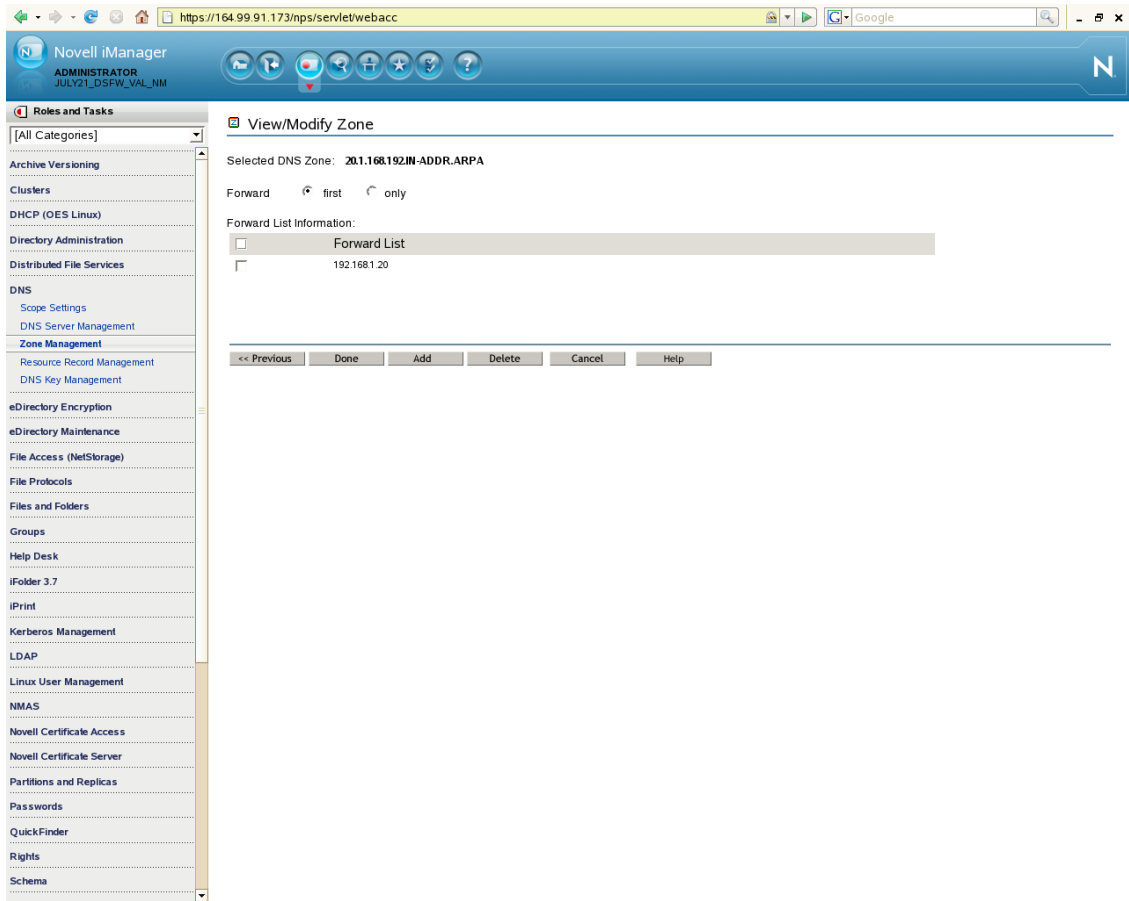 https://164.99.91.173/nps/servlet/webacc
G Google
N Novell iManager
ADMINISTRATOR
JULY21_DSFW_VAL_NM
N
Roles and Tasks
[All Categories]
Archive Versioning
Clusters
DHCP (OES Linux)
Directory Administration
Distributed File Services
DNS
Scope Settings
DNS Server Management
Zone Management
Resource Record Management
DNS Key Management
eDirectory Encryption
eDirectory Maintenance
File Access (NetStorage)
File Protocols
Files and Folders
Groups
Help Desk
iFolder 3.7
iPrint
Kerberos Management
LDAP
Linux User Management
NMAS
Novell Certificate Access
Novell Certificate Server
Partitions and Replicas
Passwords
QuickFinder
Rights
Schema
View/Modify Zone
Selected DNS Zone: 20.1.168.192.IN-ADDR.ARPA
Forward first only
Forward List Information:
Forward List
192.168.1.20
<< Previous Done Add Delete Cancel Help